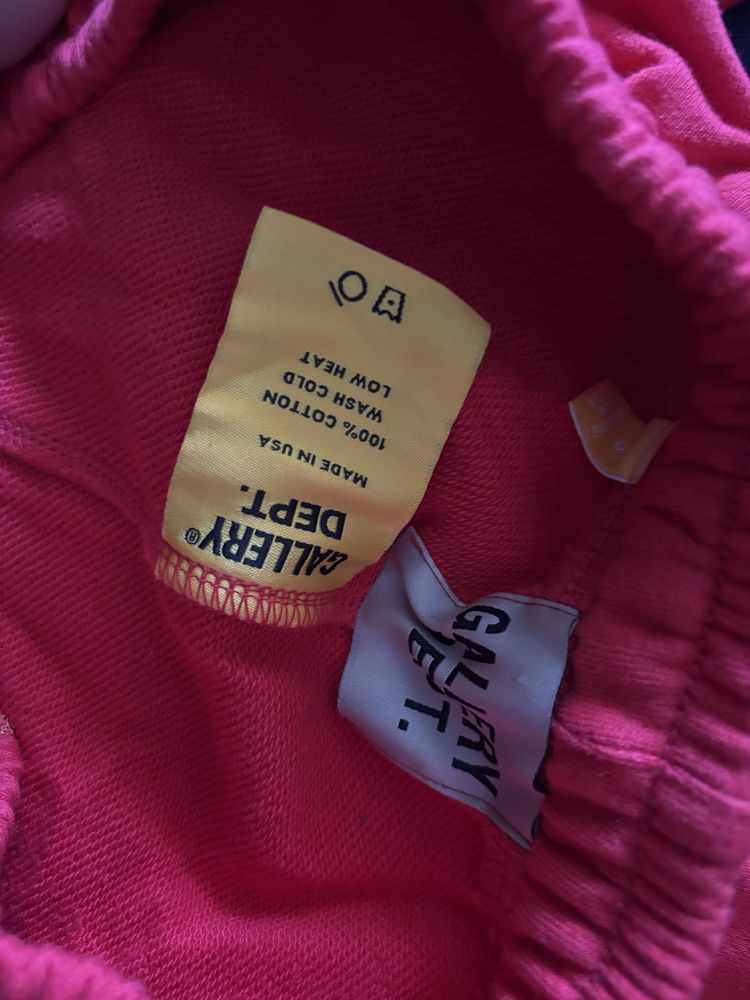 GALLERY®
DEPT.
MADE IN USA
100% COTTON
WASH COLD
LOW HEAT
GALLERY
DEPT.